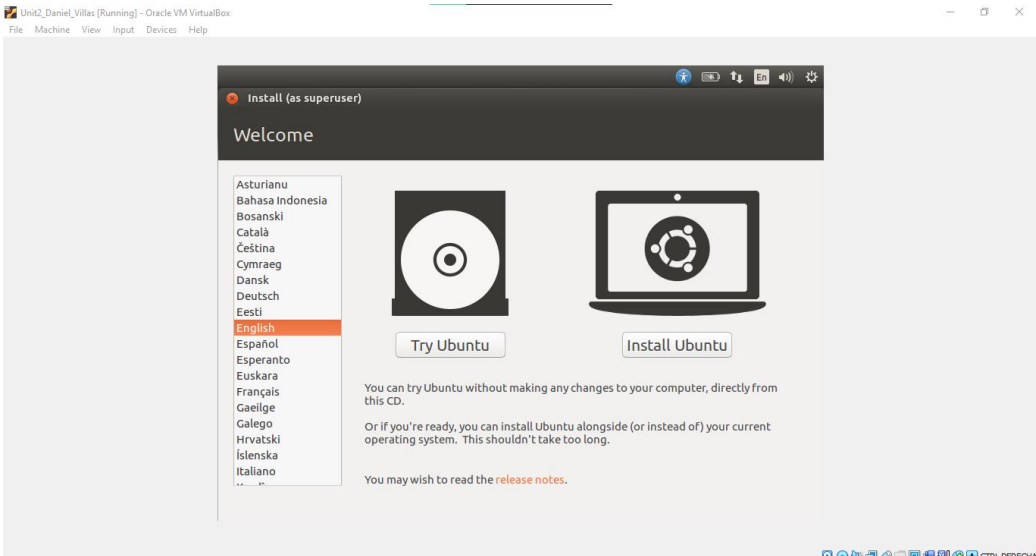 Unit2_Daniel_Villas [Running] - Oracle VM VirtualBox
File Machine View Input Devices Help
En
Install (as superuser)
Welcome
Asturianu
Bahasa Indonesia
Bosanski
Català
Čeština
Cymraeg
Dansk
Deutsch
Eesti
English
Español
Esperanto
Euskara
Français
Gaeilge
Galego
Hrvatski
Íslenska
Italiano
Try Ubuntu
Install Ubuntu
You can try Ubuntu without making any changes to your computer, directly from
this CD.
Or if you're ready, you can install Ubuntu alongside (or instead of) your current
operating system. This shouldn't take too long.
You may wish to read the release notes.
CTRL